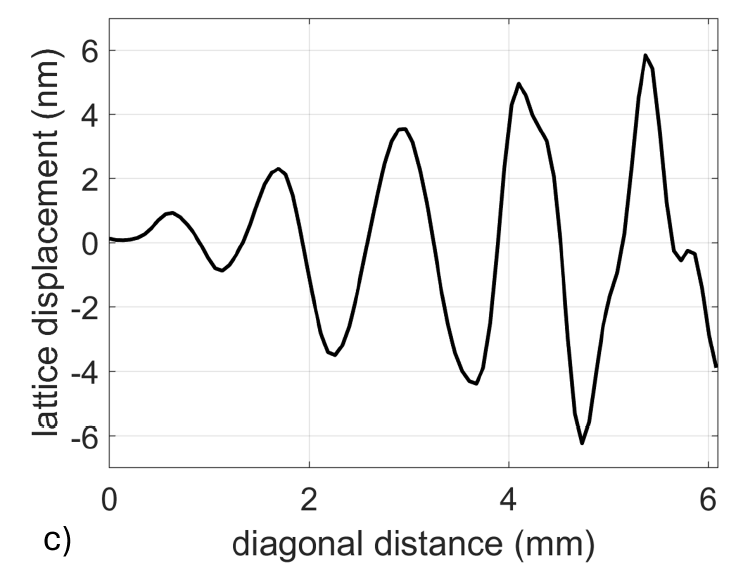 lattice displacement (nm)
6
4
2
0
-2
-4
-6
0 2 4 6
c) diagonal distance (mm)